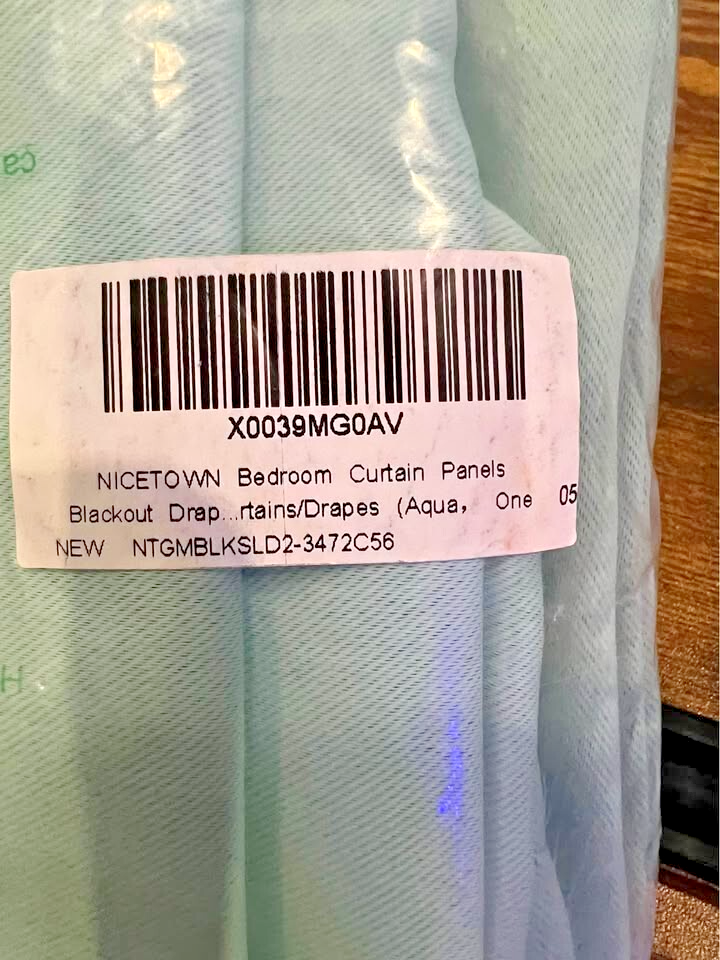 X0039MG0AV
NICETOWN Bedroom Curtain Panels
Blackout Drap...rtains/Drapes (Aqua, One 05
NEW NTGMBLKSLD2-3472C56